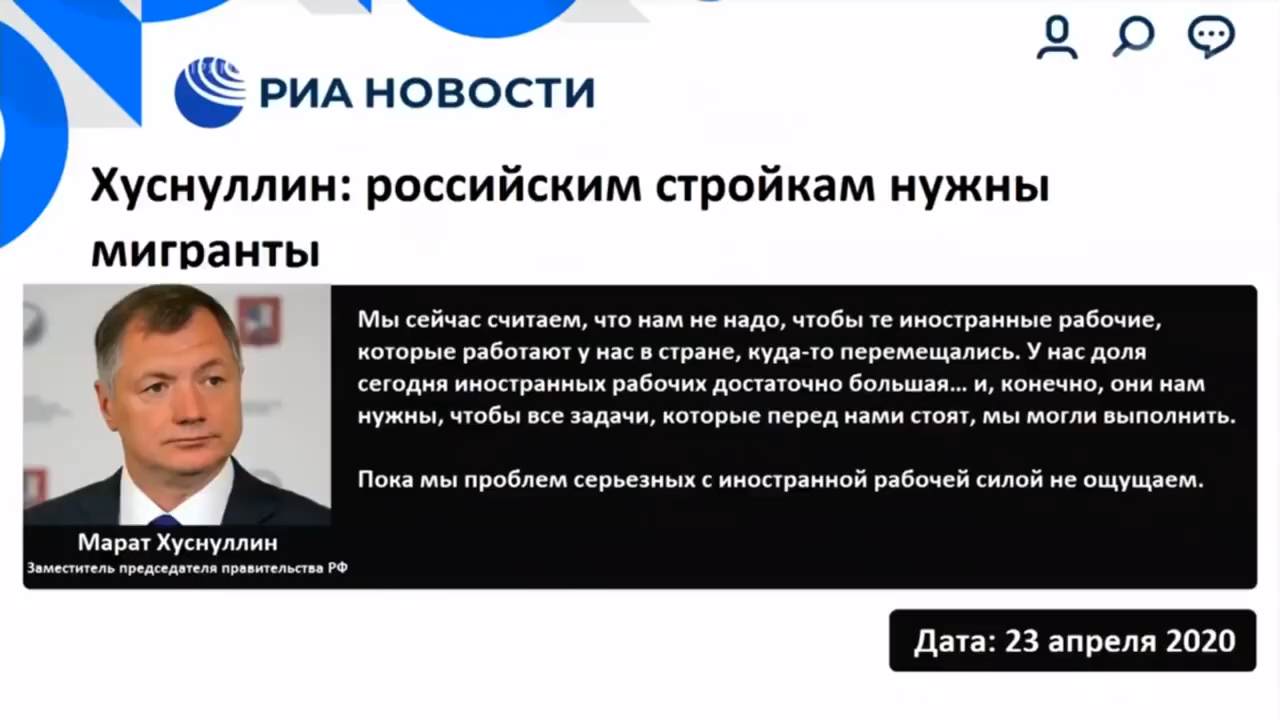 РИА НОВОСТИ
Хуснуллин: российским стройкам нужны
мигранты
Мы сейчас считаем, что нам не надо, чтобы те иностранные рабочие,
которые работают у нас в стране, куда-то перемещались. У нас доля
сегодня иностранных рабочих достаточно большая... и, конечно, они нам
нужны, чтобы все задачи, которые перед нами стоят, мы могли выполнить.
Пока мы проблем серьезных с иностранной рабочей силой не ощущаем.
Марат Хуснуллин
Заместитель председателя правительства РФ
Дата: 23 апреля 2020